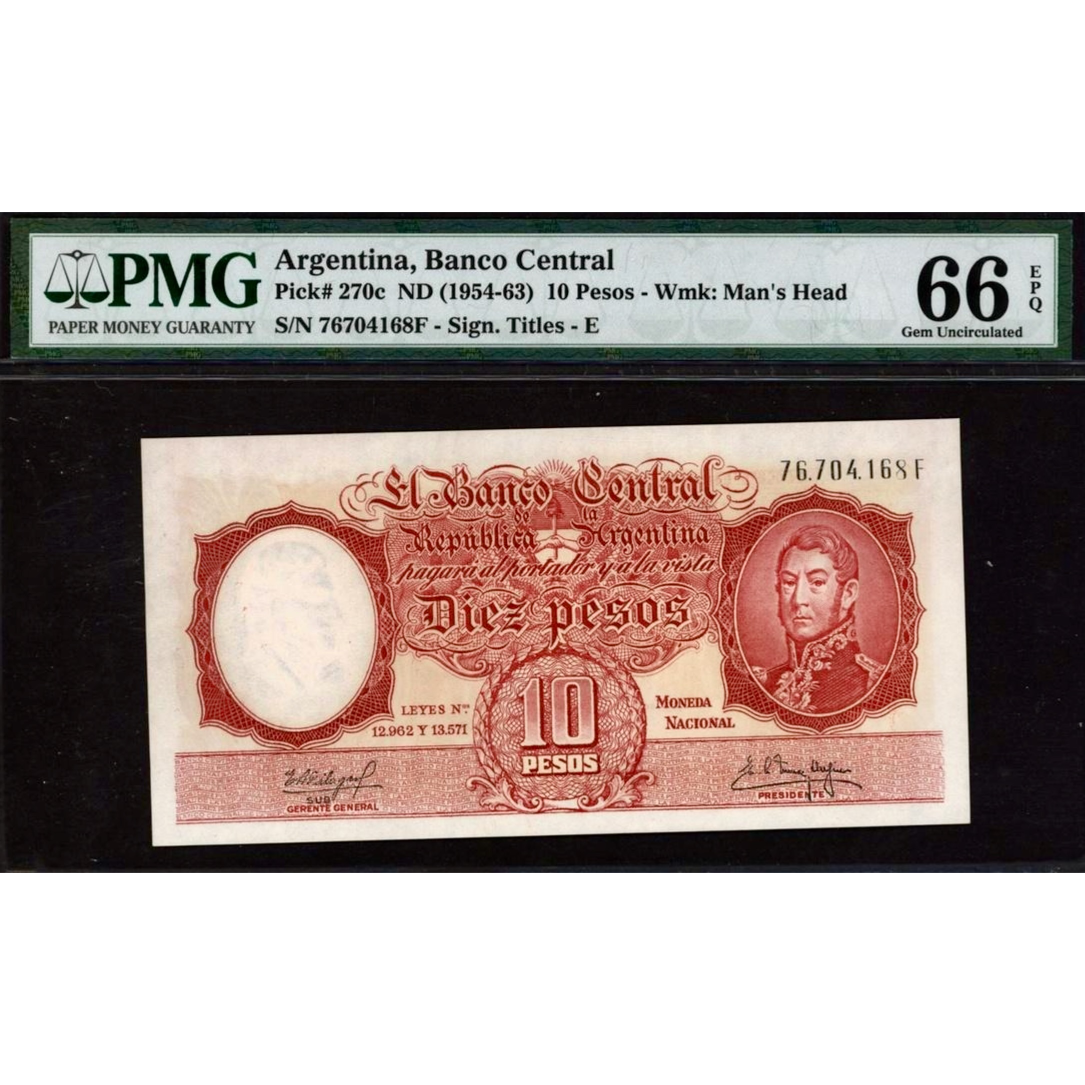 PMG
PAPER MONEY GUARANTY
Argentina, Banco Central
Pick# 270c ND (1954-63) 10 Pesos - Wmk: Man's Head
S/N 76704168F - Sign. Titles - E
66
EPQ
Gem Uncirculated
76.704.168 F
El Banco Central
de la
República Argentina
pagará al portador y a la vista
Diez pesos
LEYES Nos.
12.962 Y 13.571
10
PESOS
MONEDA
NACIONAL
SUB
GERENTE GENERAL
PRESIDENTE